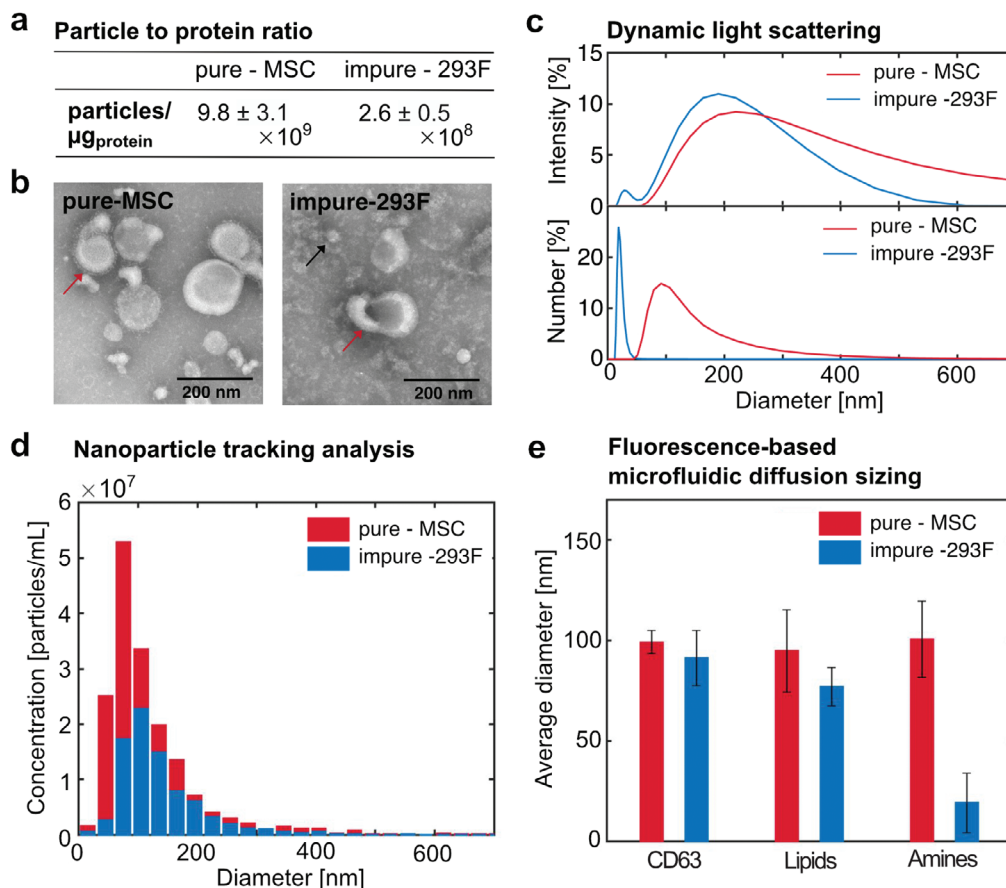 a
Particle to protein ratio
pure - MSC impure - 293F
particles/ 9.8 ± 3.1 2.6 ± 0.5
µgprotein ×10⁹ ×10⁸
b
pure-MSC
200 nm
impure-293F
200 nm
c
Dynamic light scattering
Intensity [%]
15
10
5
0
pure - MSC
impure -293F
Number [%]
20
10
0
pure - MSC
impure -293F
0 200 400 600
Diameter [nm]
d
Nanoparticle tracking analysis
×10⁷
Concentration [particles/mL]
6
5
4
3
2
1
0
pure - MSC
impure -293F
0 200 400 600
Diameter [nm]
e
Fluorescence-based
microfluidic diffusion sizing
Average diameter [nm]
150
100
50
0
pure - MSC
impure -293F
CD63 Lipids Amines